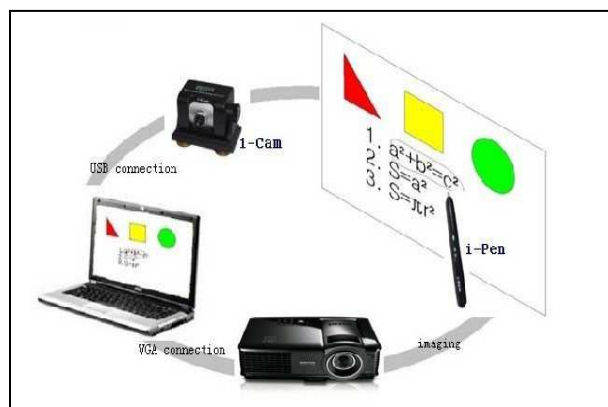 i-Cam
USB connection
1. a²+b²=c²
2. S=a²
3. S=πr²
i-Pen
VGA connection
imaging